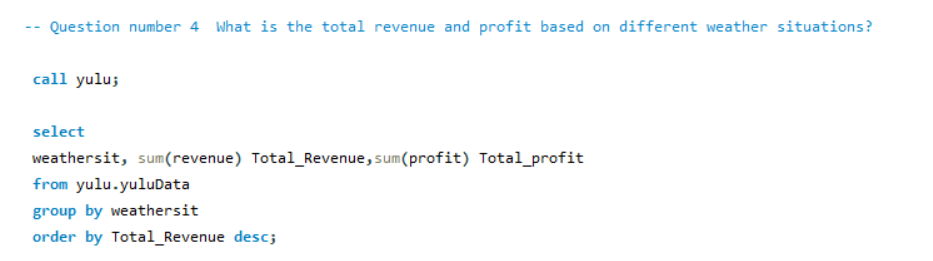 -- Question number 4  What is the total revenue and profit based on different weather situations?
call yulu;
select
weathersit, sum(revenue) Total_Revenue,sum(profit) Total_profit
from yulu.yuluData
group by weathersit
order by Total_Revenue desc;